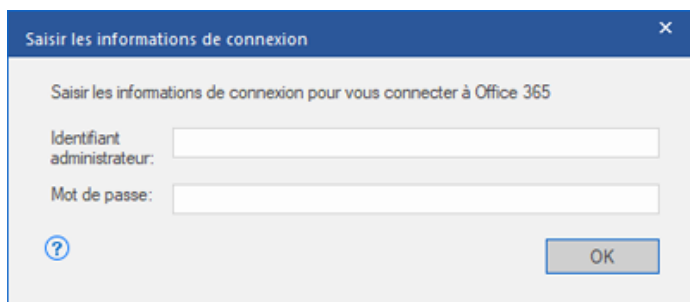 Saisir les informations de connexion
Saisir les informations de connexion pour vous connecter à Office 365
Identifiant
administrateur:
Mot de passe:
?
OK